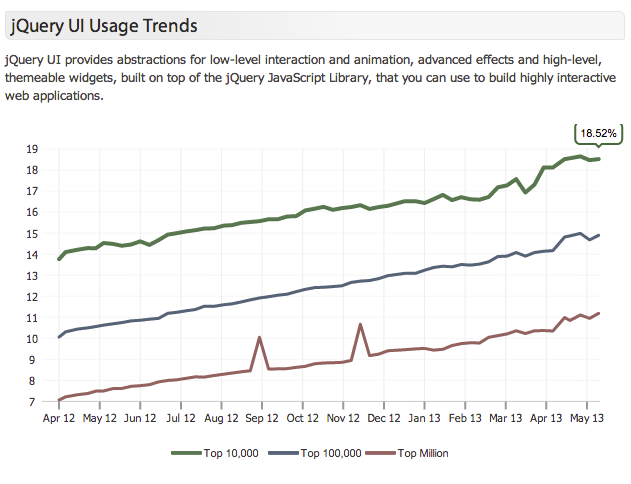 jQuery UI Usage Trends
jQuery UI provides abstractions for low-level interaction and animation, advanced effects and high-level,
themeable widgets, built on top of the jQuery JavaScript Library, that you can use to build highly interactive
web applications.
18.52%
19
18
17
16
15
14
13
12
11
10
9
8
7
Apr 12 May 12 Jun 12 Jul 12 Aug 12 Sep 12 Oct 12 Nov 12 Dec 12 Jan 13 Feb 13 Mar 13 Apr 13 May 13
Top 10,000 Top 100,000 Top Million